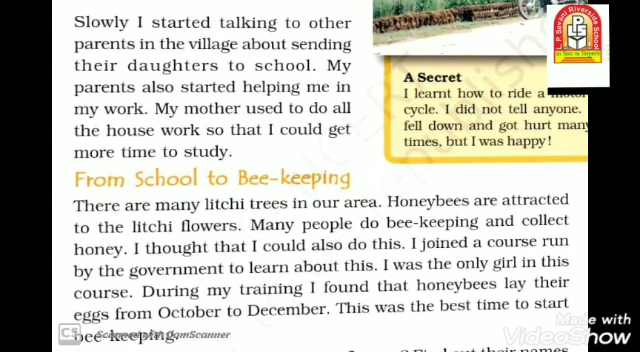 Slowly I started talking to other
parents in the village about sending
their daughters to school. My
parents also started helping me in
my work. My mother used to do all
the house work so that I could get
more time to study.
A Secret
I learnt how to ride a motor
cycle. I did not tell anyone.
fell down and got hurt many
times, but I was happy!
From School to Bee-keeping
There are many litchi trees in our area. Honeybees are attracted
to the litchi flowers. Many people do bee-keeping and collect
honey. I thought that I could also do this. I joined a course run
by the government to learn about this. I was the only girl in this
course. During my training I found that honeybees lay their
eggs from October to December. This was the best time to start
bee-keeping.
CS Scanned with CamScanner
Made with
VideoShow
L.P. Savani Riverside School